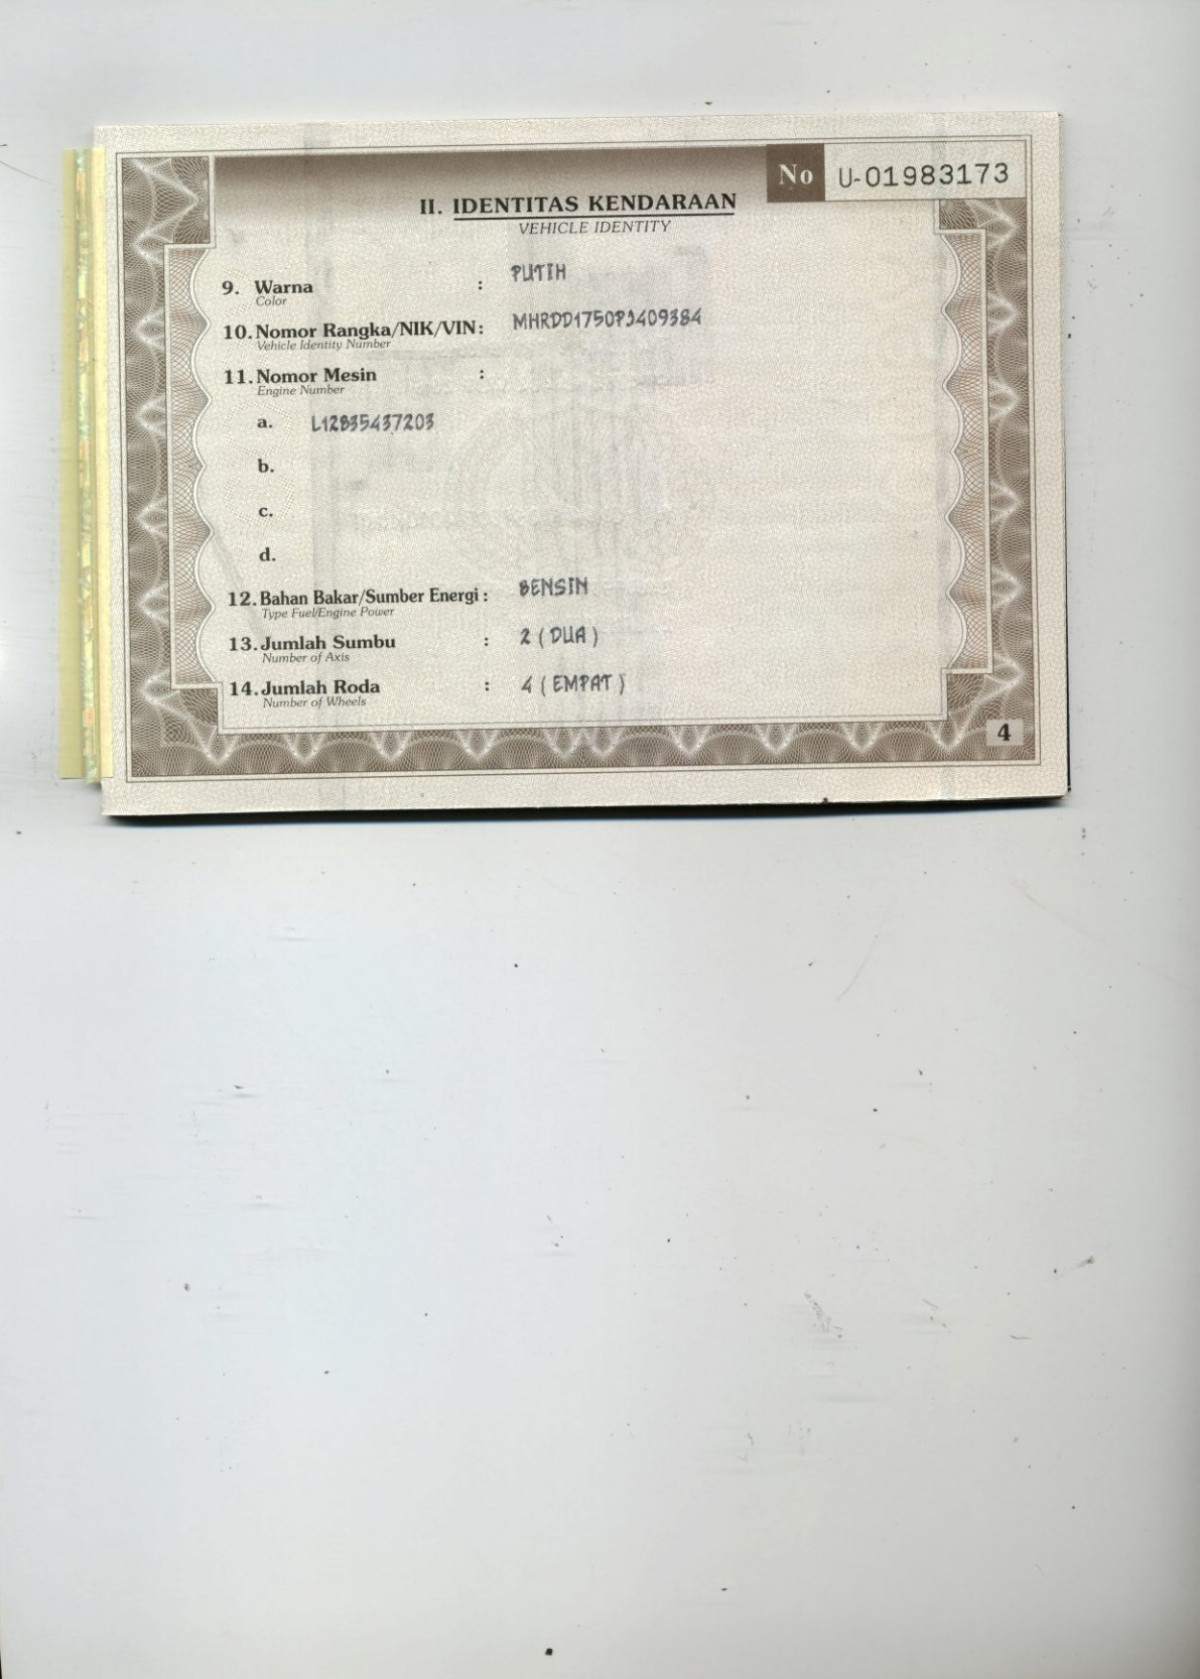 No U-01983173
II. IDENTITAS KENDARAAN
VEHICLE IDENTITY
9. Warna : PUTIH
Color
10. Nomor Rangka/NIK/VIN : MHRDD1750PJ409384
Vehicle Identity Number
11. Nomor Mesin :
Engine Number
a. L12B35437203
b.
c.
d.
12. Bahan Bakar/Sumber Energi : BENSIN
Type Fuel/Engine Power
13. Jumlah Sumbu : 2 ( DUA )
Number of Axis
14. Jumlah Roda : 4 ( EMPAT )
Number of Wheels
4